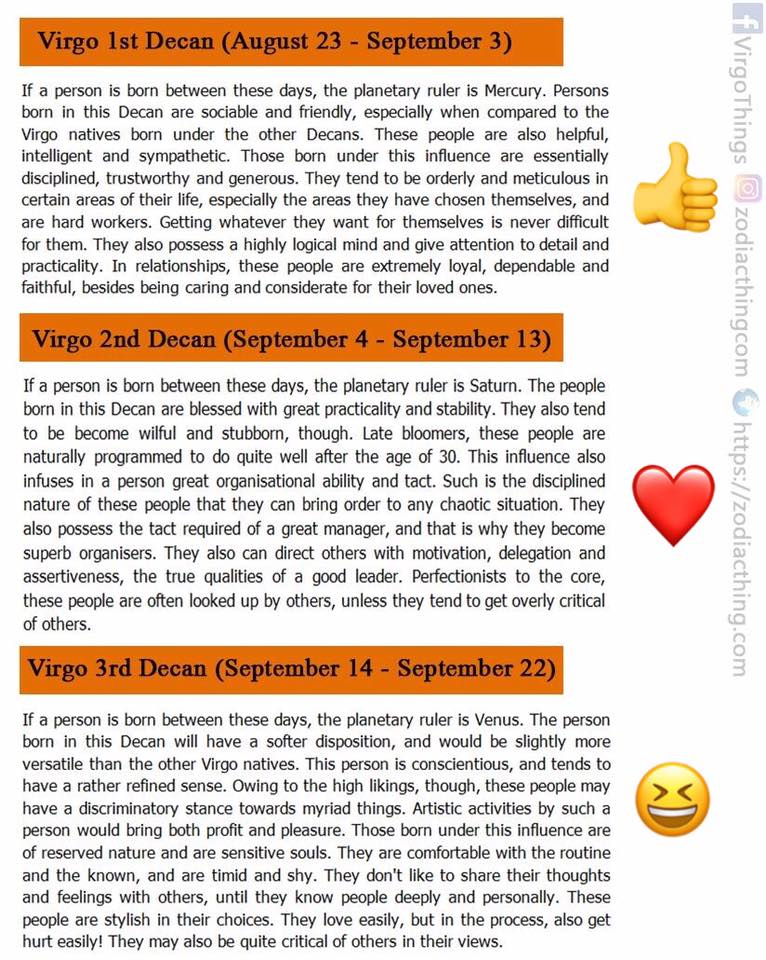 Virgo 1st Decan (August 23 - September 3)
If a person is born between these days, the planetary ruler is Mercury. Persons
born in this Decan are sociable and friendly, especially when compared to the
Virgo natives born under the other Decans. These people are also helpful,
intelligent and sympathetic. Those born under this influence are essentially
disciplined, trustworthy and generous. They tend to be orderly and meticulous in
certain areas of their life, especially the areas they have chosen themselves, and
are hard workers. Getting whatever they want for themselves is never difficult
for them. They also possess a highly logical mind and give attention to detail and
practicality. In relationships, these people are extremely loyal, dependable and
faithful, besides being caring and considerate for their loved ones.
Virgo 2nd Decan (September 4 - September 13)
If a person is born between these days, the planetary ruler is Saturn. The people
born in this Decan are blessed with great practicality and stability. They also tend
to be become wilful and stubborn, though. Late bloomers, these people are
naturally programmed to do quite well after the age of 30. This influence also
infuses in a person great organisational ability and tact. Such is the disciplined
nature of these people that they can bring order to any chaotic situation. They
also possess the tact required of a great manager, and that is why they become
superb organisers. They also can direct others with motivation, delegation and
assertiveness, the true qualities of a good leader. Perfectionists to the core,
these people are often looked up by others, unless they tend to get overly critical
of others.
Virgo 3rd Decan (September 14 - September 22)
If a person is born between these days, the planetary ruler is Venus. The person
born in this Decan will have a softer disposition, and would be slightly more
versatile than the other Virgo natives. This person is conscientious, and tends to
have a rather refined sense. Owing to the high likings, though, these people may
have a discriminatory stance towards myriad things. Artistic activities by such a
person would bring both profit and pleasure. Those born under this influence are
of reserved nature and are sensitive souls. They are comfortable with the routine
and the known, and are timid and shy. They don't like to share their thoughts
and feelings with others, until they know people deeply and personally. These
people are stylish in their choices. They love easily, but in the process, also get
hurt easily! They may also be quite critical of others in their views.
VirgoThings zodiacthingcom https://zodiacthing.com